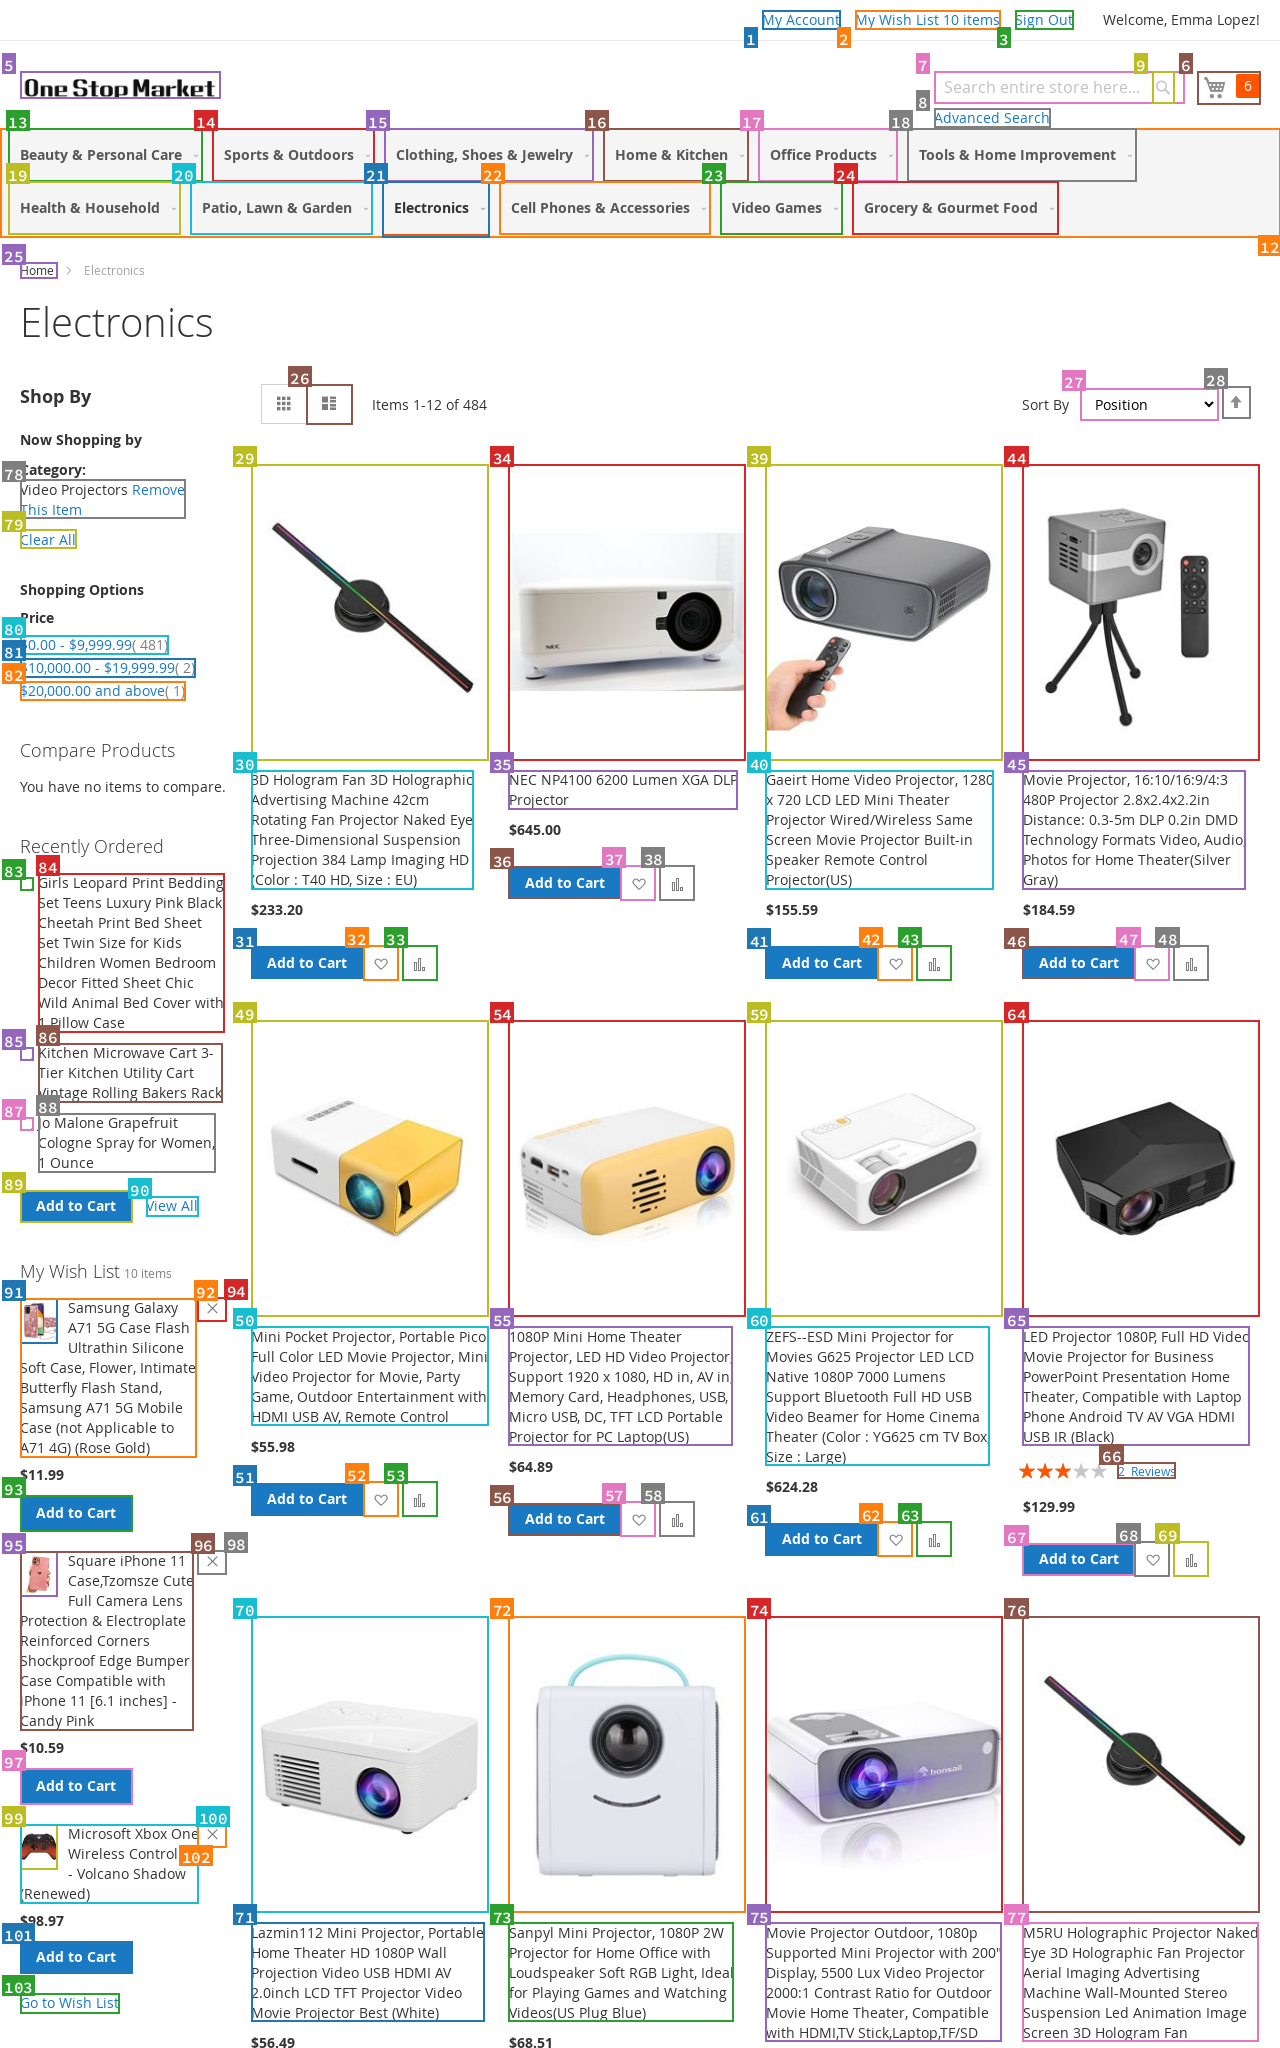 My Account
My Wish List 10 items
Sign Out
Welcome, Emma Lopez!
1
2
3
5
7
9
6
One Stop Market
Search entire store here...
6
8
Advanced Search
13
14
15
16
17
18
Beauty & Personal Care
Sports & Outdoors
Clothing, Shoes & Jewelry
Home & Kitchen
Office Products
Tools & Home Improvement
19
20
21
22
23
24
Health & Household
Patio, Lawn & Garden
Electronics
Cell Phones & Accessories
Video Games
Grocery & Gourmet Food
12
25
Home
Electronics
Electronics
Shop By
26
Items 1-12 of 484
27
28
Sort By
Position
Now Shopping by
Category:
78
Video Projectors Remove
This Item
79
Clear All
Shopping Options
Price
80
$0.00 - $9,999.99( 481)
81
$10,000.00 - $19,999.99( 2)
82
$20,000.00 and above( 1)
Compare Products
You have no items to compare.
Recently Ordered
83
84
Girls Leopard Print Bedding
Set Teens Luxury Pink Black
Cheetah Print Bed Sheet
Set Twin Size for Kids
Children Women Bedroom
Decor Fitted Sheet Chic
Wild Animal Bed Cover with
1 Pillow Case
85
86
Kitchen Microwave Cart 3-
Tier Kitchen Utility Cart
Vintage Rolling Bakers Rack
87
88
Jo Malone Grapefruit
Cologne Spray for Women,
1 Ounce
89
90
Add to Cart
View All
My Wish List 10 items
91
92
94
Samsung Galaxy
A71 5G Case Flash
Ultrathin Silicone
Soft Case, Flower, Intimate
Butterfly Flash Stand,
Samsung A71 5G Mobile
Case (not Applicable to
A71 4G) (Rose Gold)
$11.99
93
Add to Cart
95
96
98
Square iPhone 11
Case,Tzomsze Cute
Full Camera Lens
Protection & Electroplate
Reinforced Corners
Shockproof Edge Bumper
Case Compatible with
iPhone 11 [6.1 inches] -
Candy Pink
$10.59
97
Add to Cart
99
100
Microsoft Xbox One
Wireless Control
102
- Volcano Shadow
(Renewed)
$98.97
101
Add to Cart
103
Go to Wish List
29
34
39
44
NEC
30
3D Hologram Fan 3D Holographic
Advertising Machine 42cm
Rotating Fan Projector Naked Eye
Three-Dimensional Suspension
Projection 384 Lamp Imaging HD
(Color : T40 HD, Size : EU)
$233.20
31
32
33
Add to Cart
35
NEC NP4100 6200 Lumen XGA DLP
Projector
$645.00
36
37
38
Add to Cart
40
Gaeirt Home Video Projector, 1280
x 720 LCD LED Mini Theater
Projector Wired/Wireless Same
Screen Movie Projector Built-in
Speaker Remote Control
Projector(US)
$155.59
41
42
43
Add to Cart
45
Movie Projector, 16:10/16:9/4:3
480P Projector 2.8x2.4x2.2in
Distance: 0.3-5m DLP 0.2in DMD
Technology Formats Video, Audio,
Photos for Home Theater(Silver
Gray)
$184.59
46
47
48
Add to Cart
49
54
59
64
50
Mini Pocket Projector, Portable Pico
Full Color LED Movie Projector, Mini
Video Projector for Movie, Party
Game, Outdoor Entertainment with
HDMI USB AV, Remote Control
$55.98
51
52
53
Add to Cart
55
1080P Mini Home Theater
Projector, LED HD Video Projector,
Support 1920 x 1080, HD in, AV in,
Memory Card, Headphones, USB,
Micro USB, DC, TFT LCD Portable
Projector for PC Laptop(US)
$64.89
56
57
58
Add to Cart
60
ZEFS--ESD Mini Projector for
Movies G625 Projector LED LCD
Native 1080P 7000 Lumens
Support Bluetooth Full HD USB
Video Beamer for Home Cinema
Theater (Color : YG625 cm TV Box,
Size : Large)
$624.28
61
62
63
Add to Cart
65
LED Projector 1080P, Full HD Video
Movie Projector for Business
PowerPoint Presentation Home
Theater, Compatible with Laptop
Phone Android TV AV VGA HDMI
USB IR (Black)
66
2 Reviews
$129.99
67
68
69
Add to Cart
70
72
74
76
bonsaii
71
Lazmin112 Mini Projector, Portable
Home Theater HD 1080P Wall
Projection Video USB HDMI AV
2.0inch LCD TFT Projector Video
Movie Projector Best (White)
$56.49
73
Sanpyl Mini Projector, 1080P 2W
Projector for Home Office with
Loudspeaker Soft RGB Light, Ideal
for Playing Games and Watching
Videos(US Plug Blue)
$68.51
75
Movie Projector Outdoor, 1080p
Supported Mini Projector with 200"
Display, 5500 Lux Video Projector
2000:1 Contrast Ratio for Outdoor
Movie Home Theater, Compatible
with HDMI,TV Stick,Laptop,TF/SD
77
M5RU Holographic Projector Naked
Eye 3D Holographic Fan Projector
Aerial Imaging Advertising
Machine Wall-Mounted Stereo
Suspension Led Animation Image
Screen 3D Hologram Fan